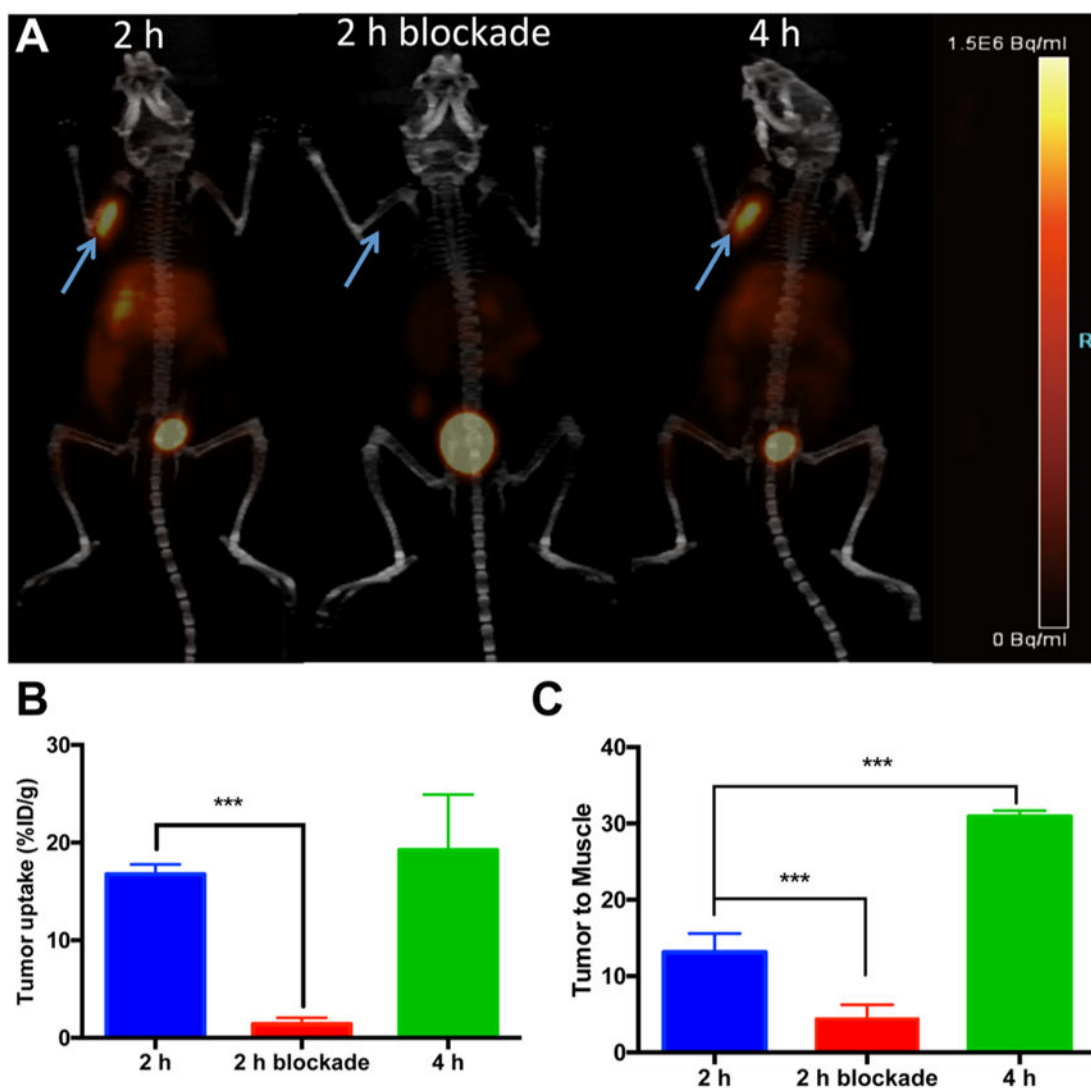 A
2 h
2 h blockade
4 h
1.5E6 Bq/ml
R
0 Bq/ml
B
Tumor uptake (%ID/g)
30
20
10
0
***
2 h
2 h blockade
4 h
C
Tumor to Muscle
40
30
20
10
0
***
***
2 h
2 h blockade
4 h